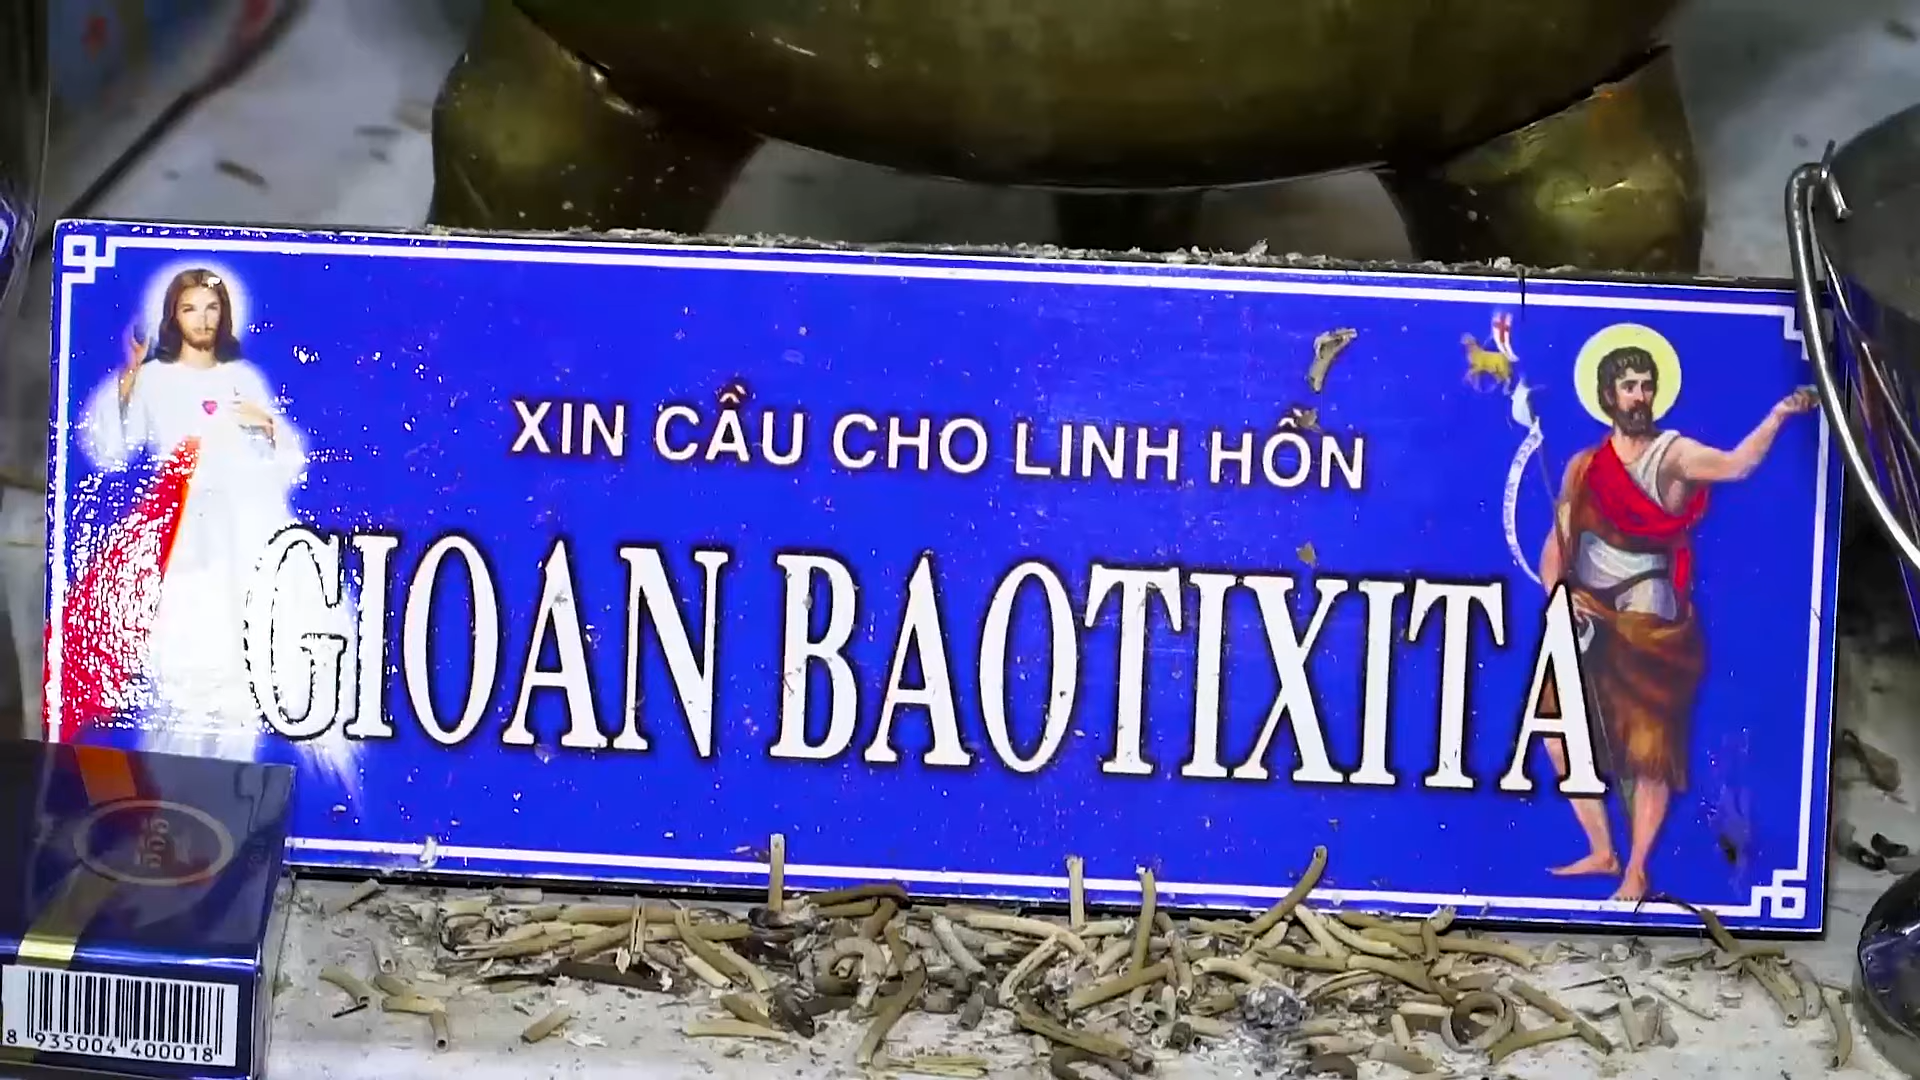 XIN CẦU CHO LINH HỒN
GIOAN BAOTIXITA
8 935004 400018